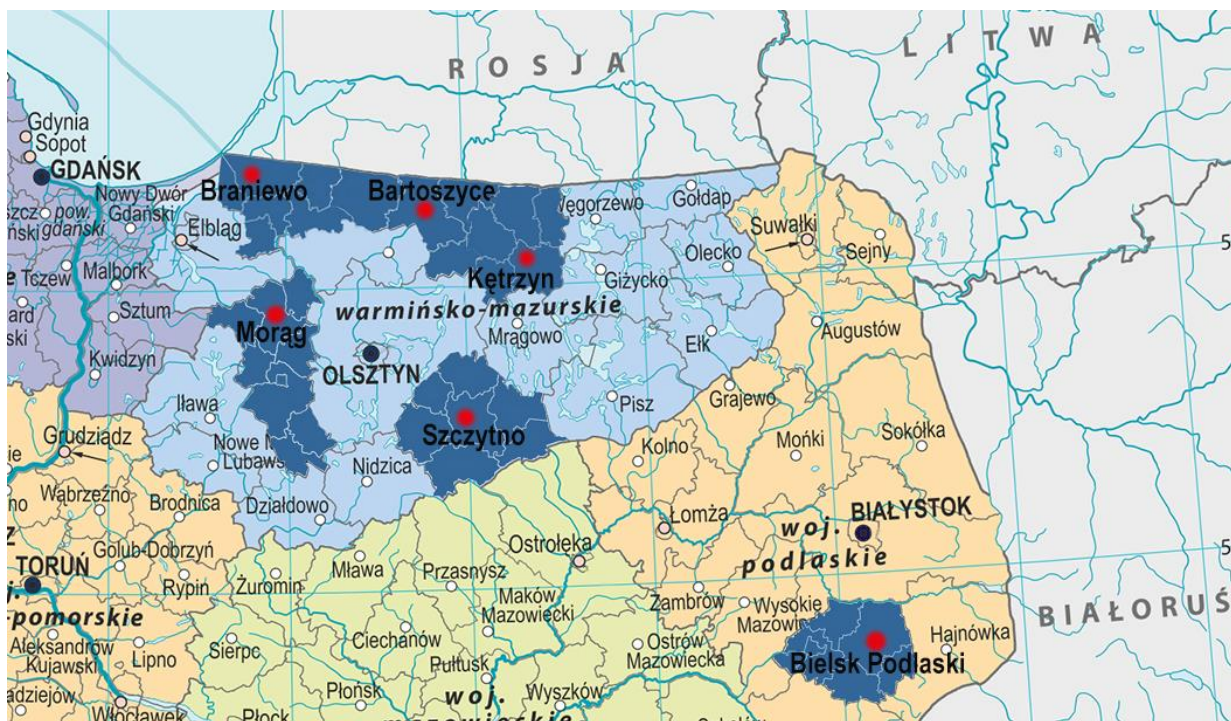 ROSJA
LITWA
Gdynia
Sopot
GDAŃSK
Nowy Dwór
Gdański
pow.
gdański
Elbląg
Tczew
Malbork
Sztum
Kwidzyn
Braniewo
Bartoszyce
Kętrzyn
Węgorzewo
Gołdap
Olecko
Giżycko
Suwałki
Sejny
Morąg
warmińsko-mazurskie
Mrągowo
Augustów
Ełk
OLSZTYN
Iława
Szczytno
Pisz
Grajewo
Nowe M
Lubaws
Nidzica
Działdowo
Grudziądz
Kolno
Mońki
Sokółka
Wąbrzeźno
Brodnica
Golub-Dobrzyń
Rypin
TORUŃ
-pomorskie
Aleksandrów
Kujawski
Lipno
Włocławek
Łomża
woj.
podlaskie
BIAŁYSTOK
Ostrołęka
Mława
Żuromin
Przasnysz
Maków
Mazowiecki
Zambrów
Wysokie
Ciechanów
Sierpc
Pułtusk
Ostrów
Mazowiecka
Płońsk
Płock
woj.
mazowieckie
Wyszków
Bielsk Podlaski
Hajnówka
BIAŁORUŚ